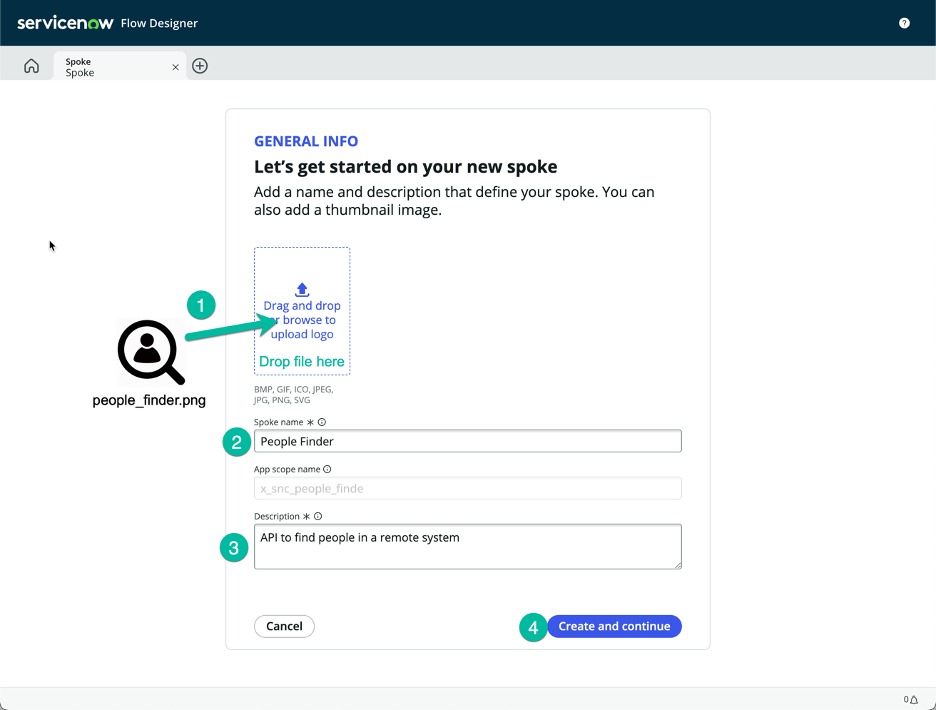 servicenow Flow Designer
?
Spoke
Spoke
GENERAL INFO
Let's get started on your new spoke
Add a name and description that define your spoke. You can
also add a thumbnail image.
1
Drag and drop
or browse to
upload logo
Drop file here
people_finder.png
BMP, GIF, ICO, JPEG,
JPG, PNG, SVG
Spoke name *
2
People Finder
App scope name
x_snc_people_finde
Description *
3
API to find people in a remote system
Cancel
4
Create and continue
0